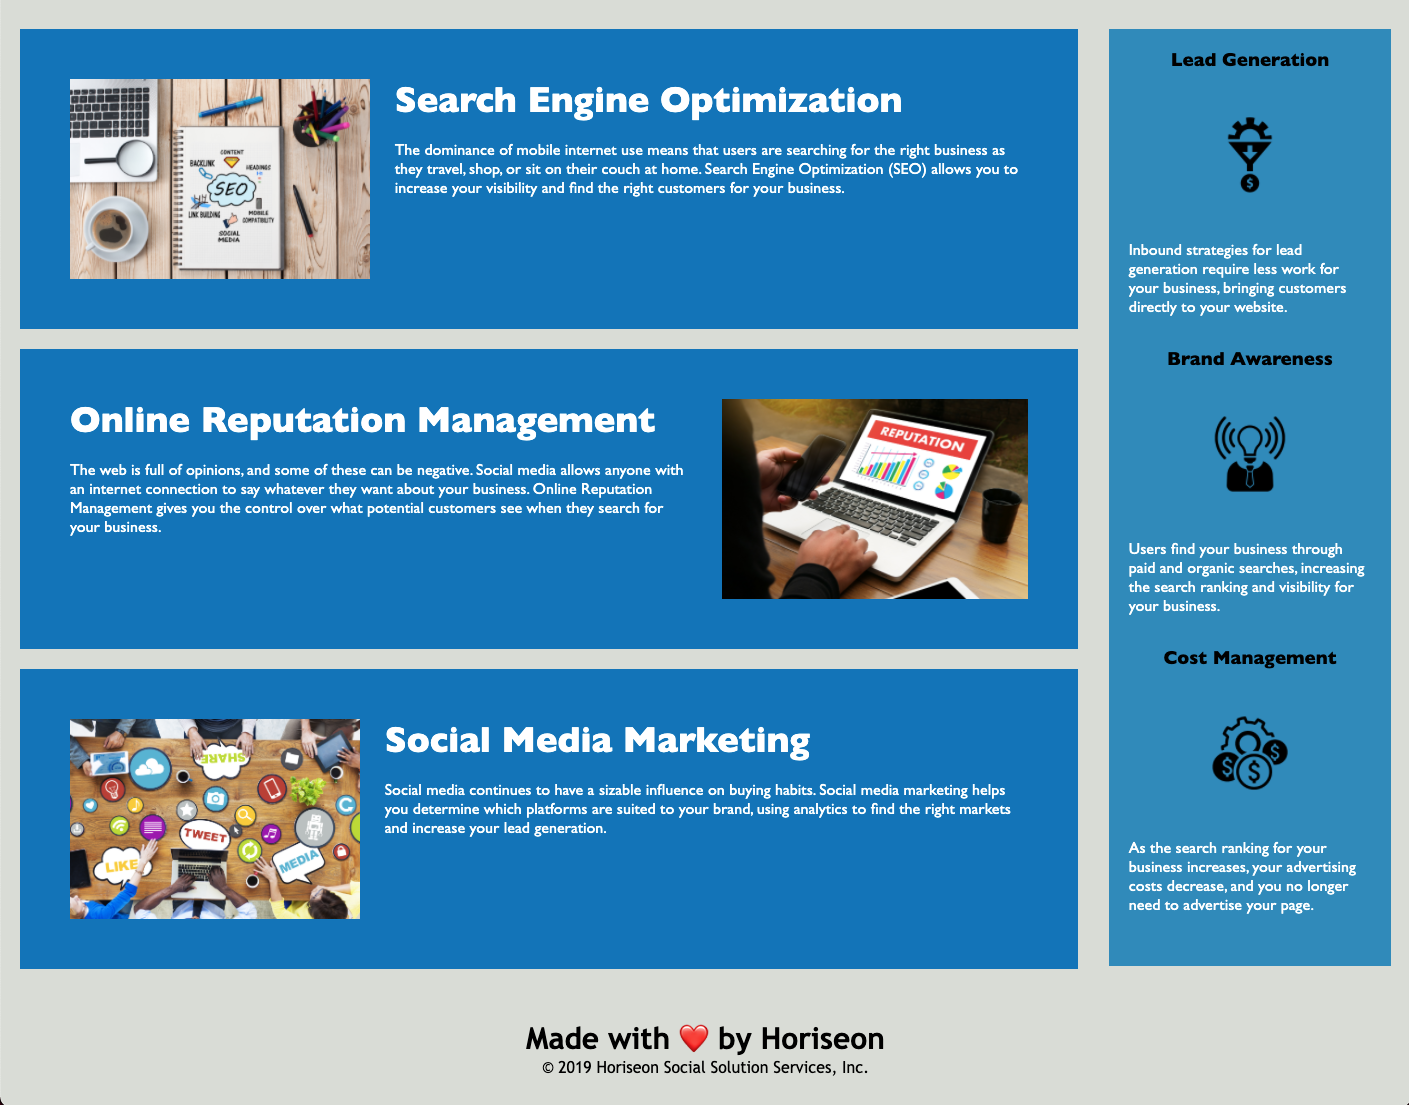 Search Engine Optimization
The dominance of mobile internet use means that users are searching for the right business as
they travel, shop, or sit on their couch at home. Search Engine Optimization (SEO) allows you to
increase your visibility and find the right customers for your business.
CONTENT
BACKLINK
HEADINGS
SEO
LINK BUILDING
MOBILE
COMPATIBILITY
SOCIAL
MEDIA
Online Reputation Management
The web is full of opinions, and some of these can be negative. Social media allows anyone with
an internet connection to say whatever they want about your business. Online Reputation
Management gives you the control over what potential customers see when they search for
your business.
REPUTATION
Social Media Marketing
Social media continues to have a sizable influence on buying habits. Social media marketing helps
you determine which platforms are suited to your brand, using analytics to find the right markets
and increase your lead generation.
SHARE
TWEET
LIKE
MEDIA
Lead Generation
$
Inbound strategies for lead
generation require less work for
your business, bringing customers
directly to your website.
Brand Awareness
Users find your business through
paid and organic searches, increasing
the search ranking and visibility for
your business.
Cost Management
$ $ $
As the search ranking for your
business increases, your advertising
costs decrease, and you no longer
need to advertise your page.
Made with ❤️ by Horiseon
© 2019 Horiseon Social Solution Services, Inc.